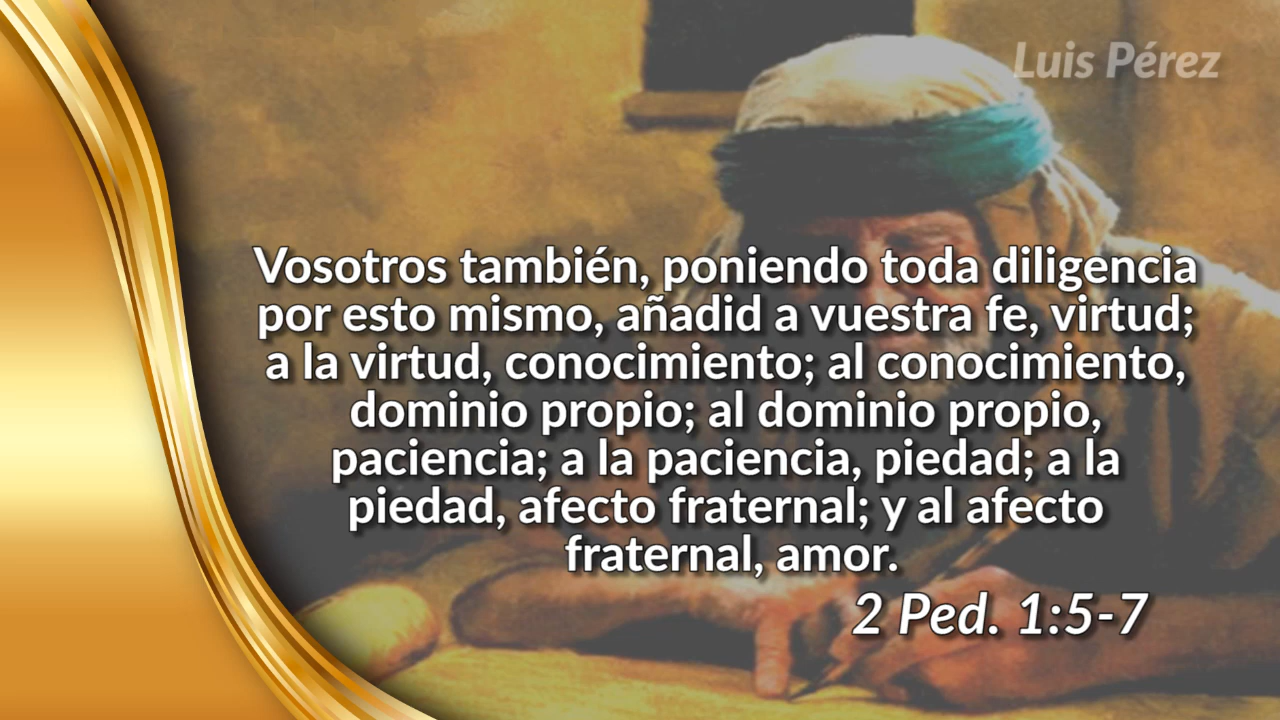 Luis Pérez
Vosotros también, poniendo toda diligencia
por esto mismo, añadid a vuestra fe, virtud;
a la virtud, conocimiento; al conocimiento,
dominio propio; al dominio propio,
paciencia; a la paciencia, piedad; a la
piedad, afecto fraternal; y al afecto
fraternal, amor.
2 Ped. 1:5-7